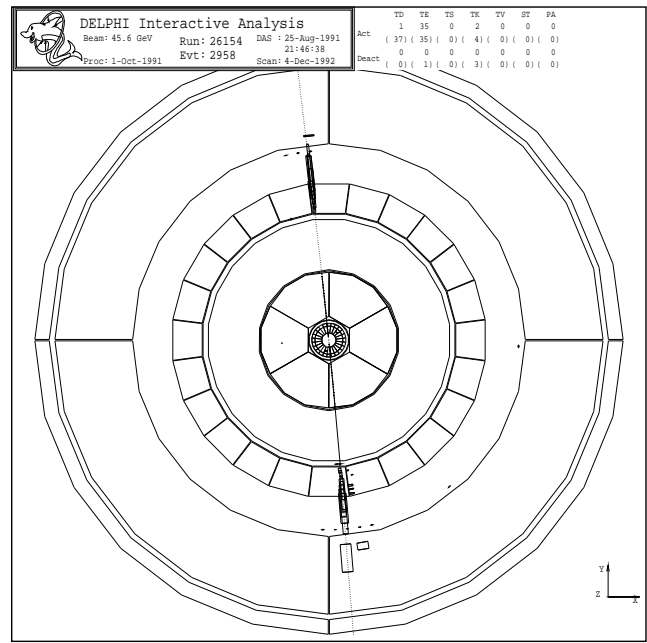 DELPHI Interactive Analysis
Beam: 45.6 GeV Run: 26154 DAS : 25-Aug-1991
21:46:38
Evt: 2958
Proc: 1-Oct-1991 Scan: 4-Dec-1992
TD TE TS TK TV ST PA
Act 1 35 0 2 0 0 0
( 37) ( 35) ( 0) ( 4) ( 0) ( 0) ( 0)
Deact 0 0 0 0 0 0 0
( 0) ( 1) ( 0) ( 3) ( 0) ( 0) ( 0)
Y
Z X